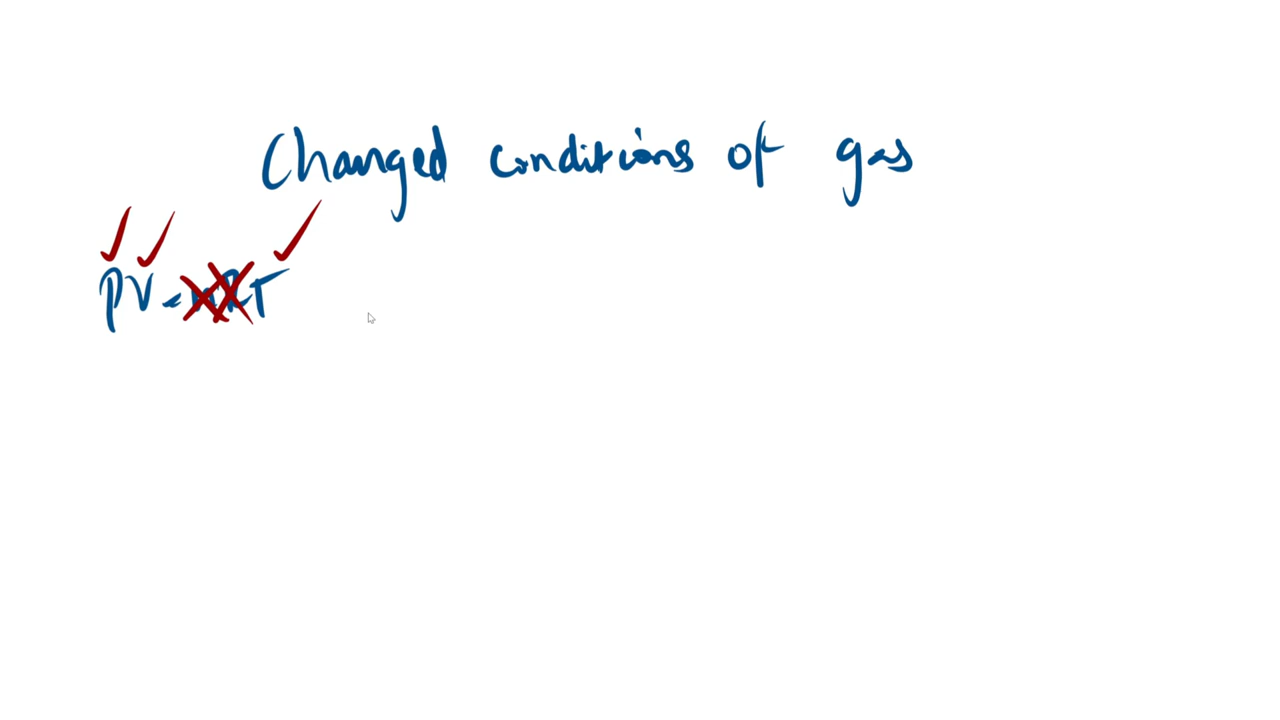 Changed conditions of gas
PV = nRT